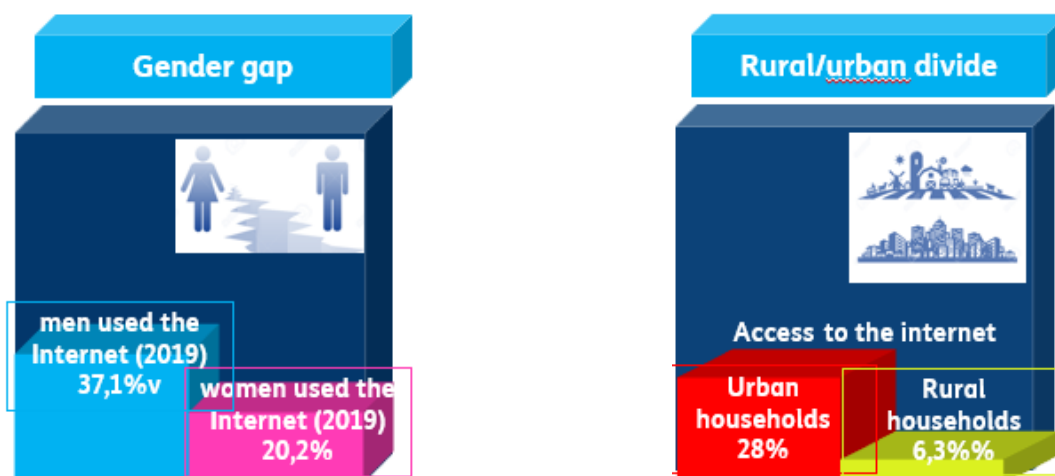 Gender gap
men used the
Internet (2019)
37,1%v
women used the
Internet (2019)
20,2%
Rural/urban divide
Access to the internet
Urban
households
28%
Rural
households
6,3%%